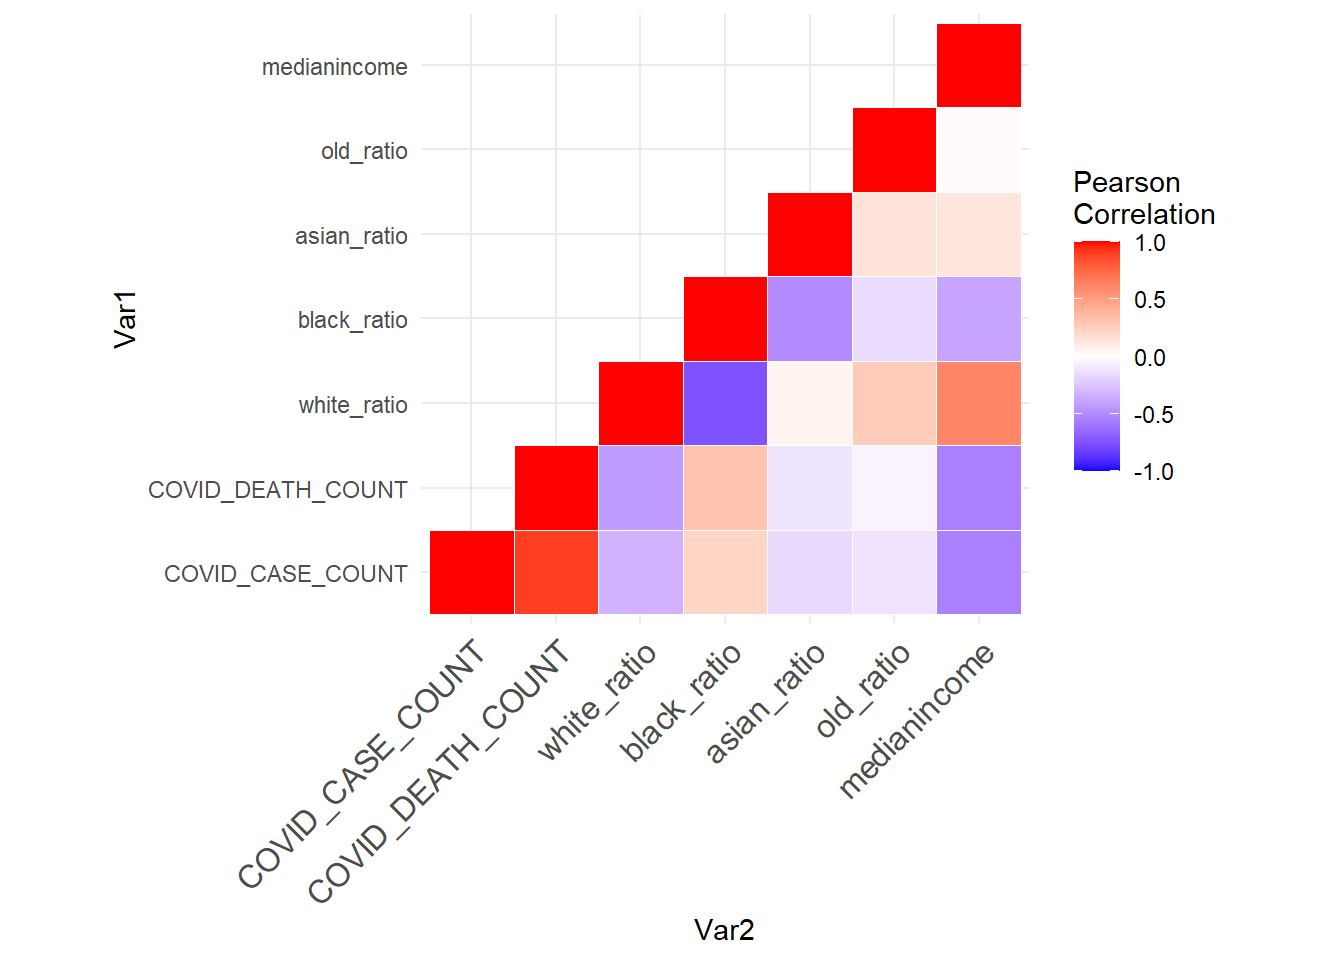 medianincome
old_ratio
asian_ratio
black_ratio
white_ratio
COVID_DEATH_COUNT
COVID_CASE_COUNT
Var1
COVID_CASE_COUNT
COVID_DEATH_COUNT
white_ratio
black_ratio
asian_ratio
old_ratio
medianincome
Var2
Pearson
Correlation
1.0
0.5
0.0
-0.5
-1.0